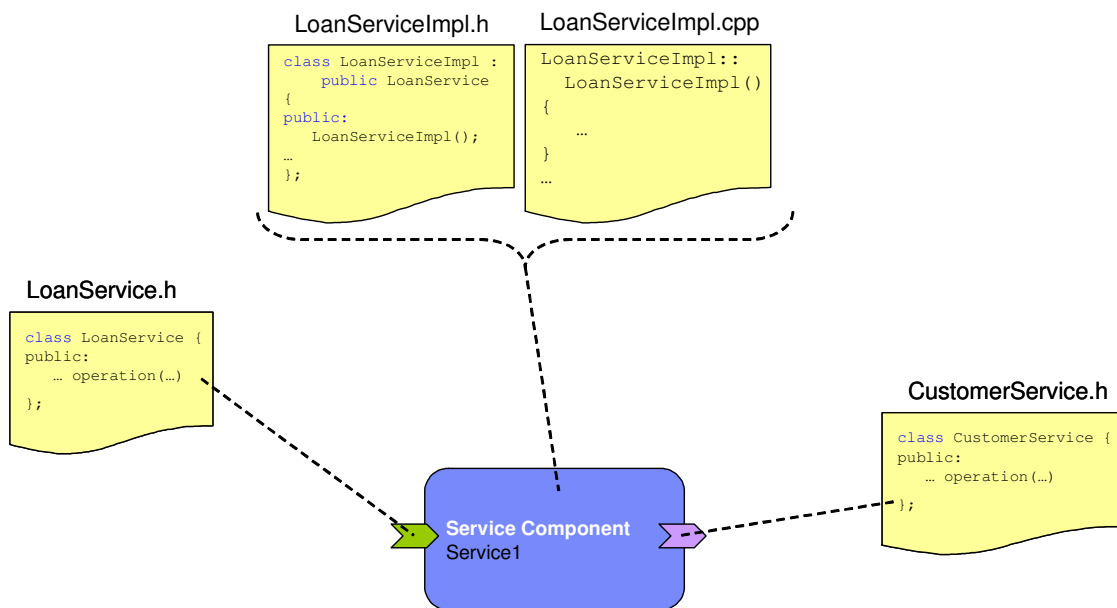 LoanServiceImpl.h
class LoanServiceImpl :
public LoanService
{
public:
LoanServiceImpl();
…
};
LoanServiceImpl.cpp
LoanServiceImpl::
LoanServiceImpl()
{
…
}
…
LoanService.h
class LoanService {
public:
… operation(…)
};
CustomerService.h
class CustomerService {
public:
… operation(…)
};
Service Component
Service1